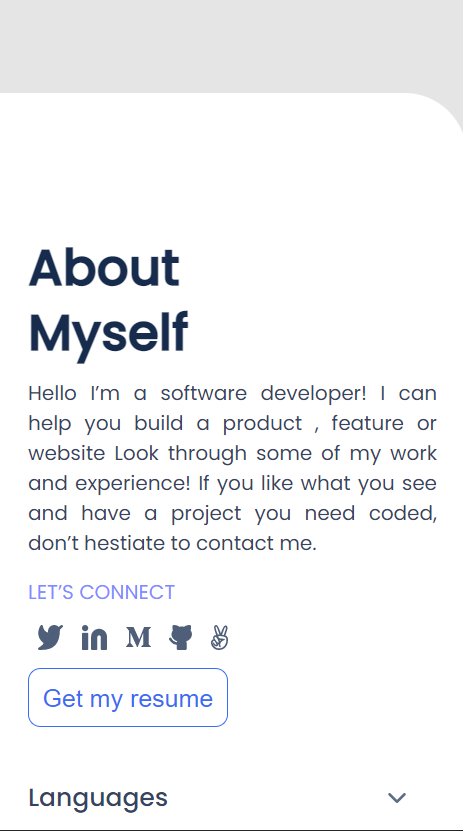 About
Myself
Hello I’m a software developer! I can
help you build a product , feature or
website Look through some of my work
and experience! If you like what you see
and have a project you need coded,
don’t hestiate to contact me.
LET’S CONNECT
Get my resume
Languages